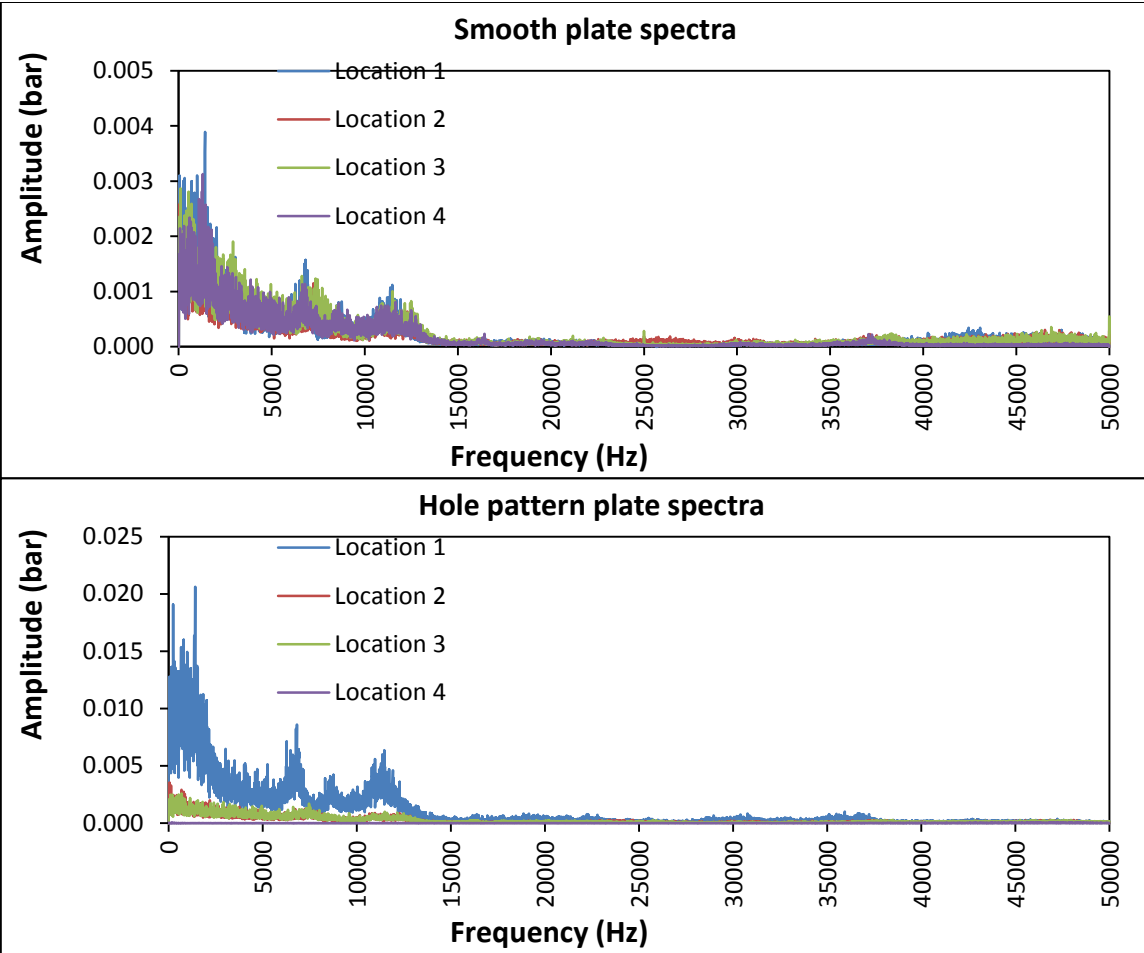 Smooth plate spectra
Amplitude (bar)
0.005
0.004
0.003
0.002
0.001
0.000
Location 1
Location 2
Location 3
Location 4
0
5000
10000
15000
20000
25000
30000
35000
40000
45000
50000
Frequency (Hz)
Hole pattern plate spectra
Amplitude (bar)
0.025
0.020
0.015
0.010
0.005
0.000
Location 1
Location 2
Location 3
Location 4
0
5000
10000
15000
20000
25000
30000
35000
40000
45000
50000
Frequency (Hz)